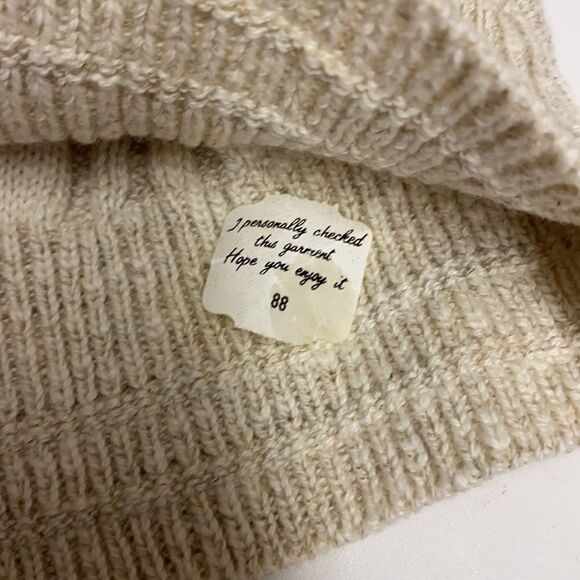 I personally checked
this garment
Hope you enjoy it
88